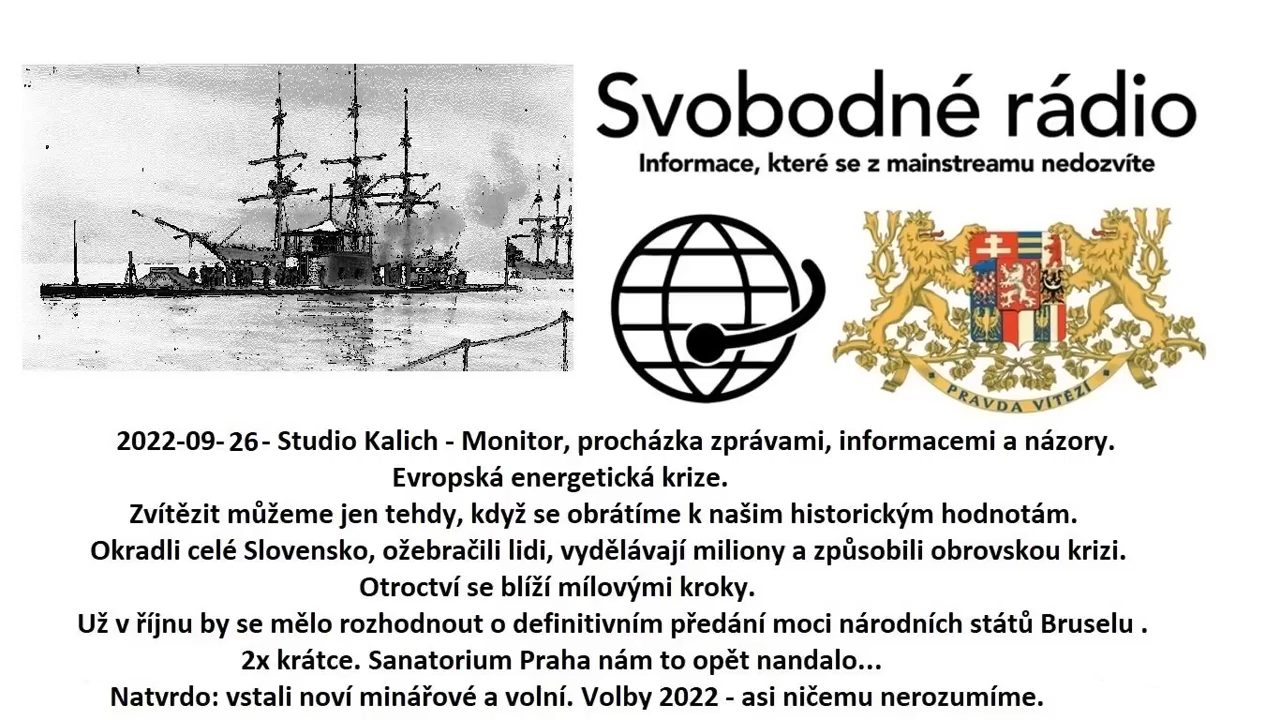 Svobodné rádio
Informace, které se z mainstreamu nedozvíte
PRAVDA VÍTĚZÍ
2022-09-26- Studio Kalich - Monitor, procházka zprávami, informacemi a názory.
Evropská energetická krize.
Zvítězit můžeme jen tehdy, když se obrátíme k našim historickým hodnotám.
Okradli celé Slovensko, ožebračili lidi, vydělávají miliony a způsobili obrovskou krizi.
Otroctví se blíží mílovými kroky.
Už v říjnu by se mělo rozhodnout o definitivním předání moci národních států Bruselu .
2x krátce. Sanatorium Praha nám to opět nandalo...
Natvrdo: vstali noví minářové a volní. Volby 2022 - asi ničemu nerozumíme.